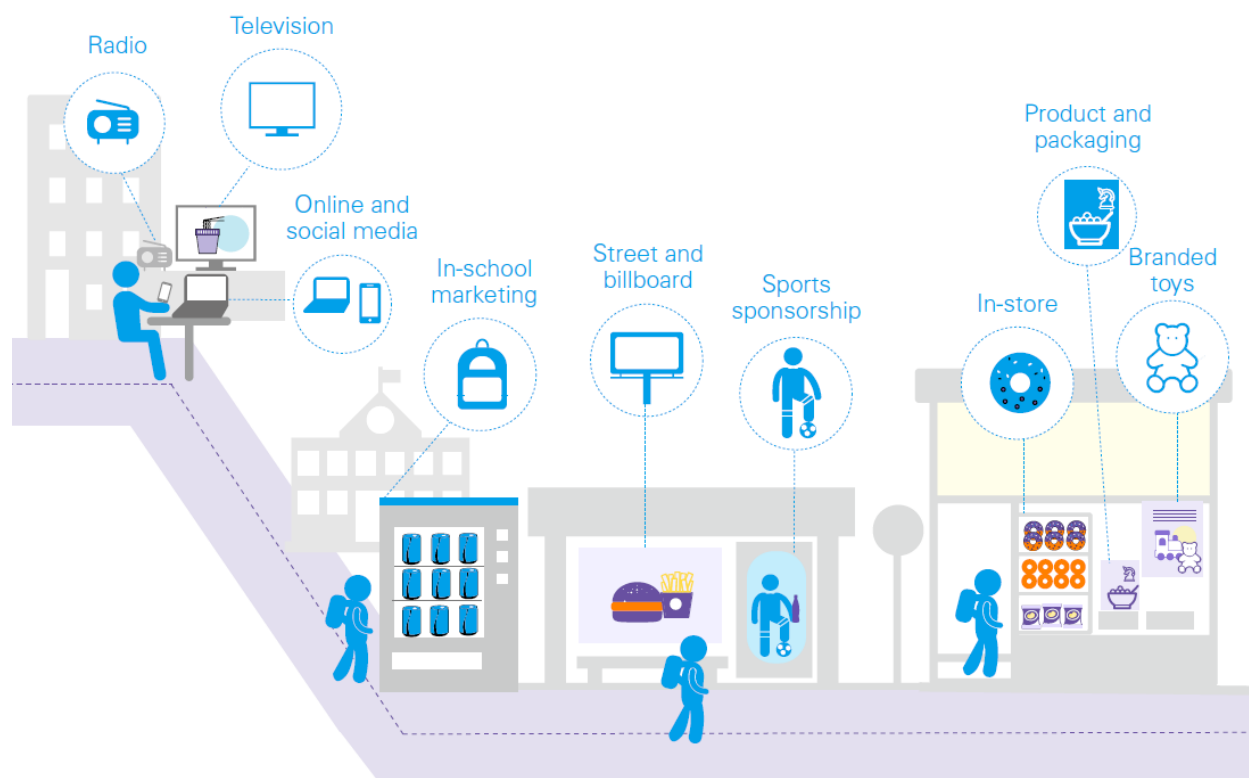 Radio
Television
Online and
social media
In-school
marketing
Street and
billboard
Sports
sponsorship
In-store
Product and
packaging
Branded
toys